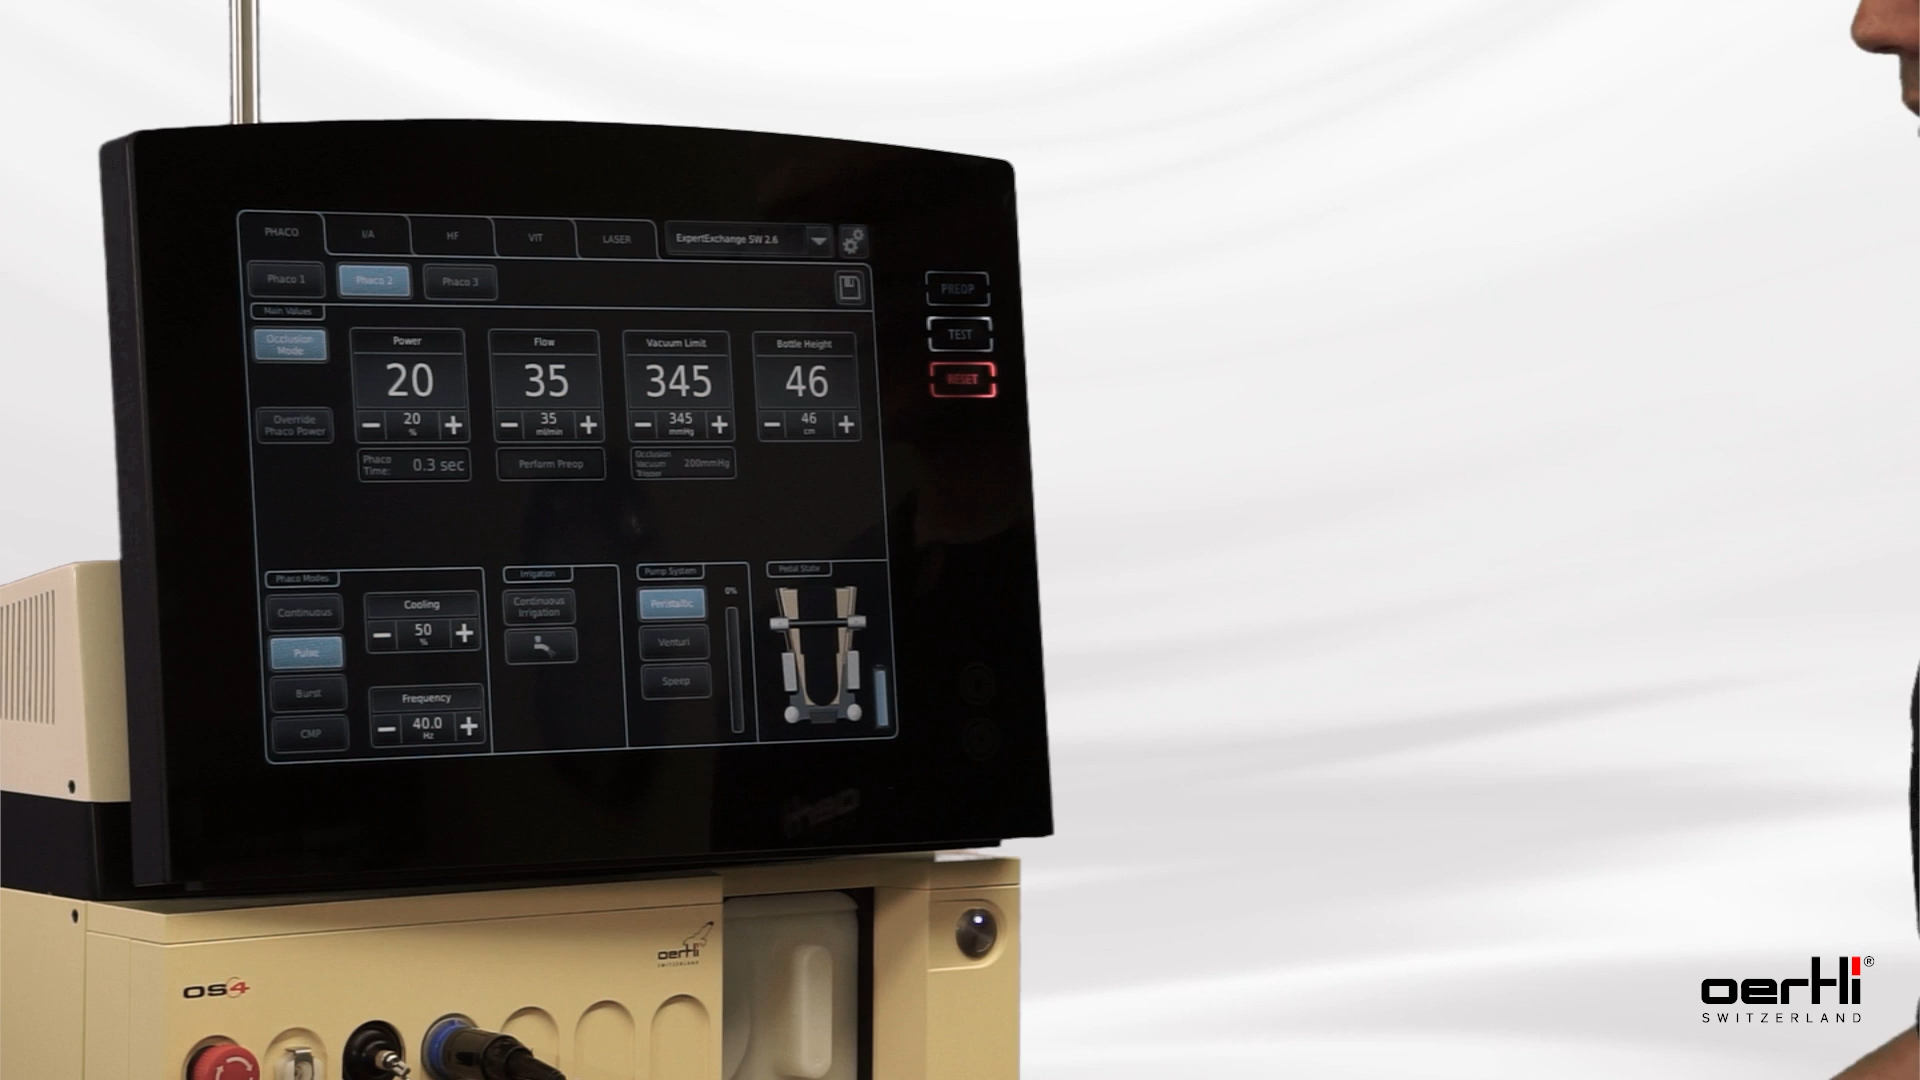 PHACO
I/A
HF
VIT
LASER
ExpertExchange SW 2.6
Phaco 1
Phaco 2
Phaco 3
Main Values
Occlusion
Mode
Override
Phaco Power
Power
20
20
%
Phaco
Time:
0.3 sec
Flow
35
35
ml/min
Perform Preop
Vacuum Limit
345
345
mmHg
Occlusion
Vacuum
Trigger
200mmHg
Bottle Height
46
46
cm
PREOP
TEST
RESET
Phaco Modes
Continuous
Pulse
Burst
CMP
Cooling
50
%
Frequency
40.0
Hz
Irrigation
Continuous
Irrigation
Pump System
Peristaltic
Venturi
Speep
0%
Pedal State
OS4
oertli
SWITZERLAND
oertli®
SWITZERLAND